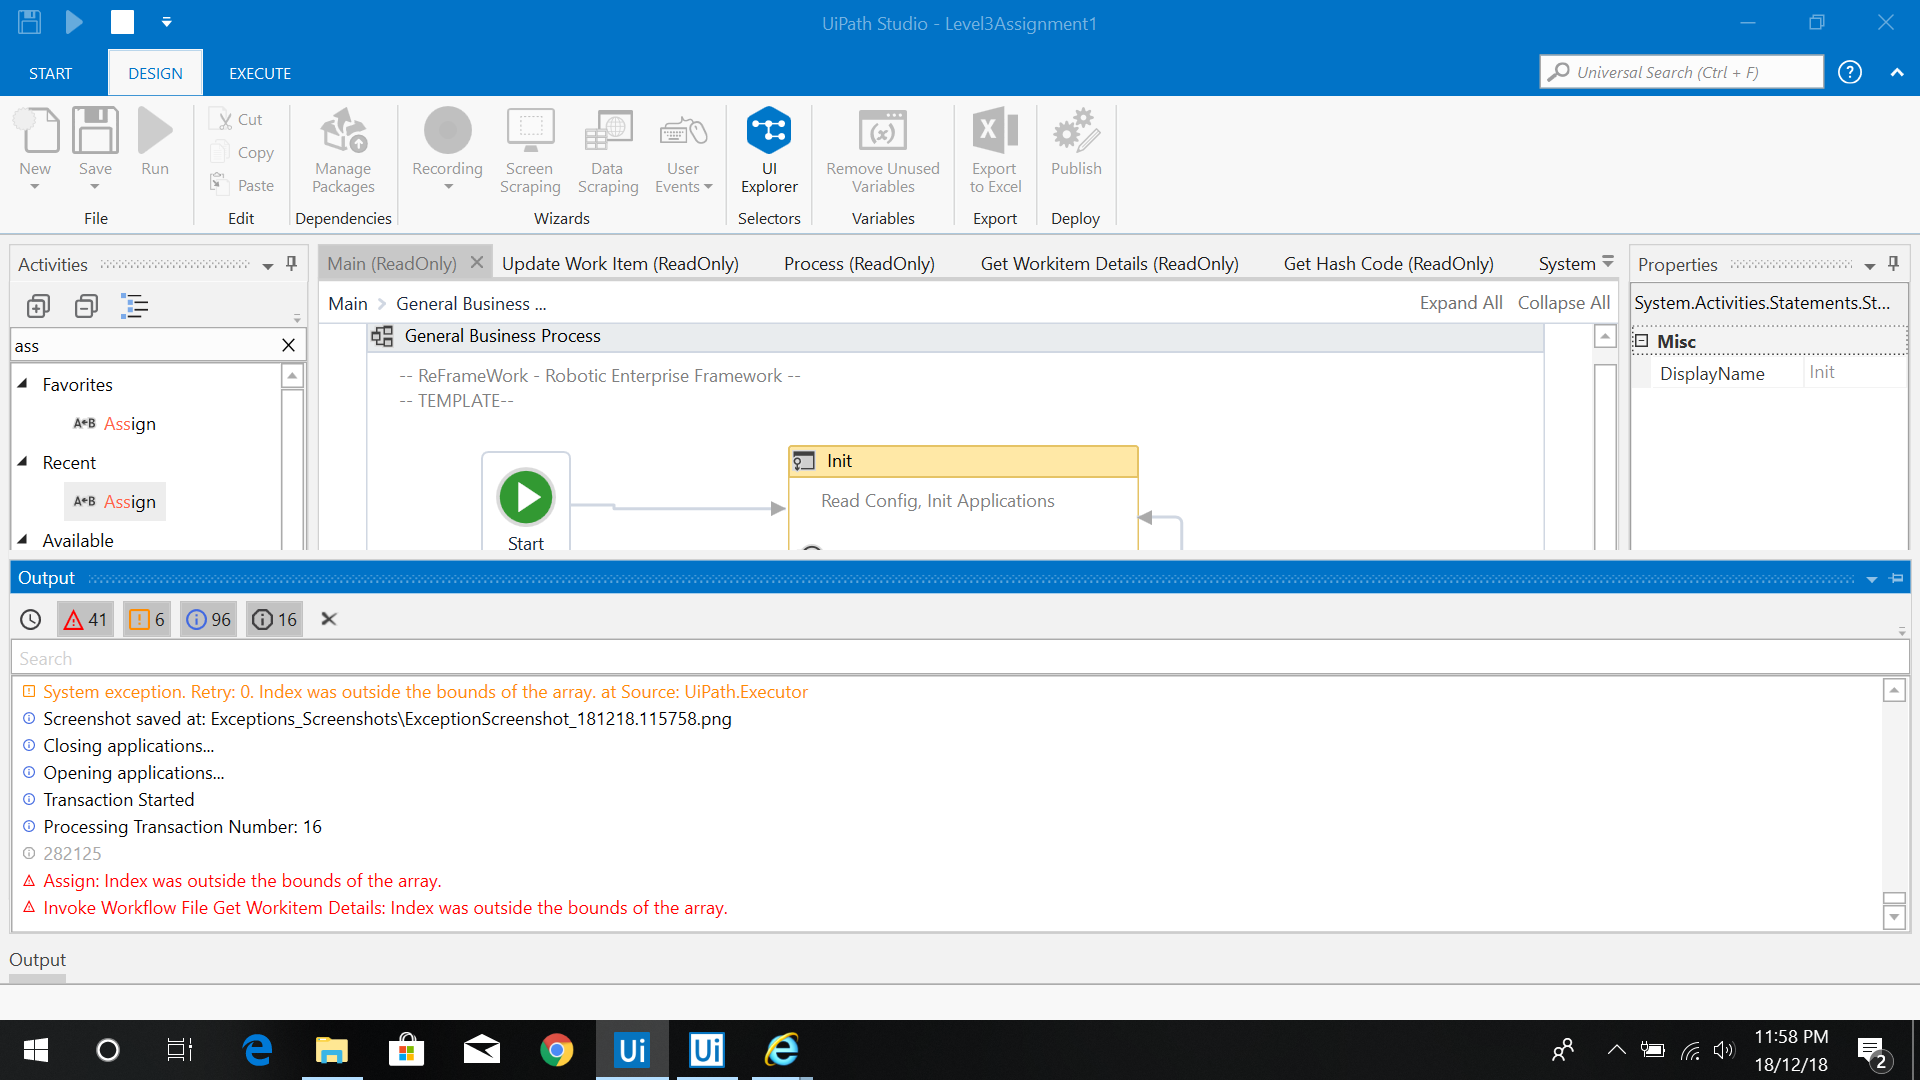 UiPath Studio - Level3Assignment1
START DESIGN EXECUTE
Universal Search (Ctrl + F)
?
New Save Run
File
Cut
Copy
Paste
Edit
Manage Packages
Dependencies
Recording
Screen Scraping
Data Scraping
User Events
Wizards
UI Explorer
Selectors
Remove Unused Variables
Variables
Export to Excel
Export
Publish
Deploy
Activities
ass
Favorites
A←B Assign
Recent
A←B Assign
Available
Main (ReadOnly) Update Work Item (ReadOnly) Process (ReadOnly) Get Workitem Details (ReadOnly) Get Hash Code (ReadOnly) System
Main > General Business ... Expand All Collapse All
General Business Process
-- ReFrameWork - Robotic Enterprise Framework --
-- TEMPLATE--
Start
Init
Read Config, Init Applications
Properties
System.Activities.Statements.St...
Misc
DisplayName Init
Output
41 6 96 16
Search
System exception. Retry: 0. Index was outside the bounds of the array. at Source: UiPath.Executor
Screenshot saved at: Exceptions_Screenshots\ExceptionScreenshot_181218.115758.png
Closing applications...
Opening applications...
Transaction Started
Processing Transaction Number: 16
282125
Assign: Index was outside the bounds of the array.
Invoke Workflow File Get Workitem Details: Index was outside the bounds of the array.
Output
Ui Ui
11:58 PM
18/12/18
2